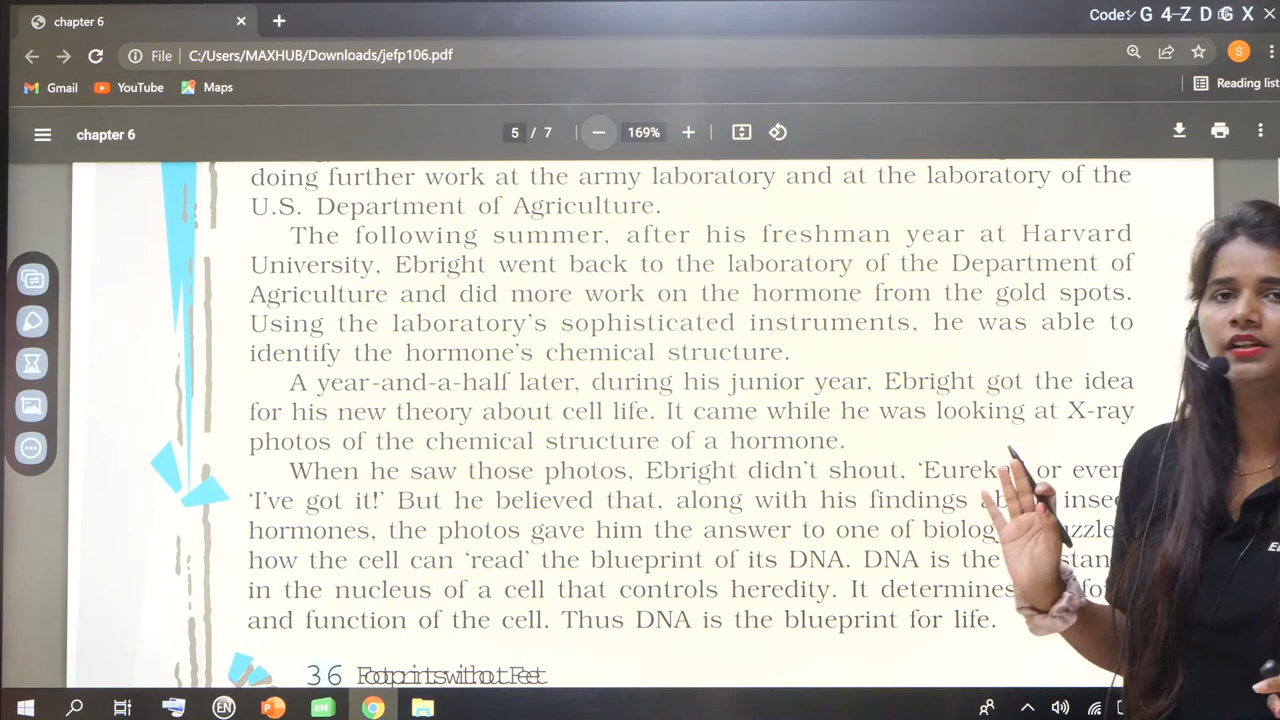 chapter 6
Code: G 4-Z D G X
File C:/Users/MAXHUB/Downloads/jefp106.pdf
S
Gmail YouTube Maps
Reading list
chapter 6 5 / 7 169%
doing further work at the army laboratory and at the laboratory of the
U.S. Department of Agriculture.
The following summer, after his freshman year at Harvard
University, Ebright went back to the laboratory of the Department of
Agriculture and did more work on the hormone from the gold spots.
Using the laboratory's sophisticated instruments, he was able to
identify the hormone's chemical structure.
A year-and-a-half later, during his junior year, Ebright got the idea
for his new theory about cell life. It came while he was looking at X-ray
photos of the chemical structure of a hormone.
When he saw those photos, Ebright didn't shout, 'Eureka or even
'I've got it!' But he believed that, along with his findings
hormones, the photos gave him the answer to one of
how the cell can 'read' the blueprint of its DNA. DNA is the
in the nucleus of a cell that controls heredity. It determines
and function of the cell. Thus DNA is the blueprint for life.
36 Footprints without Feet
EN
EN